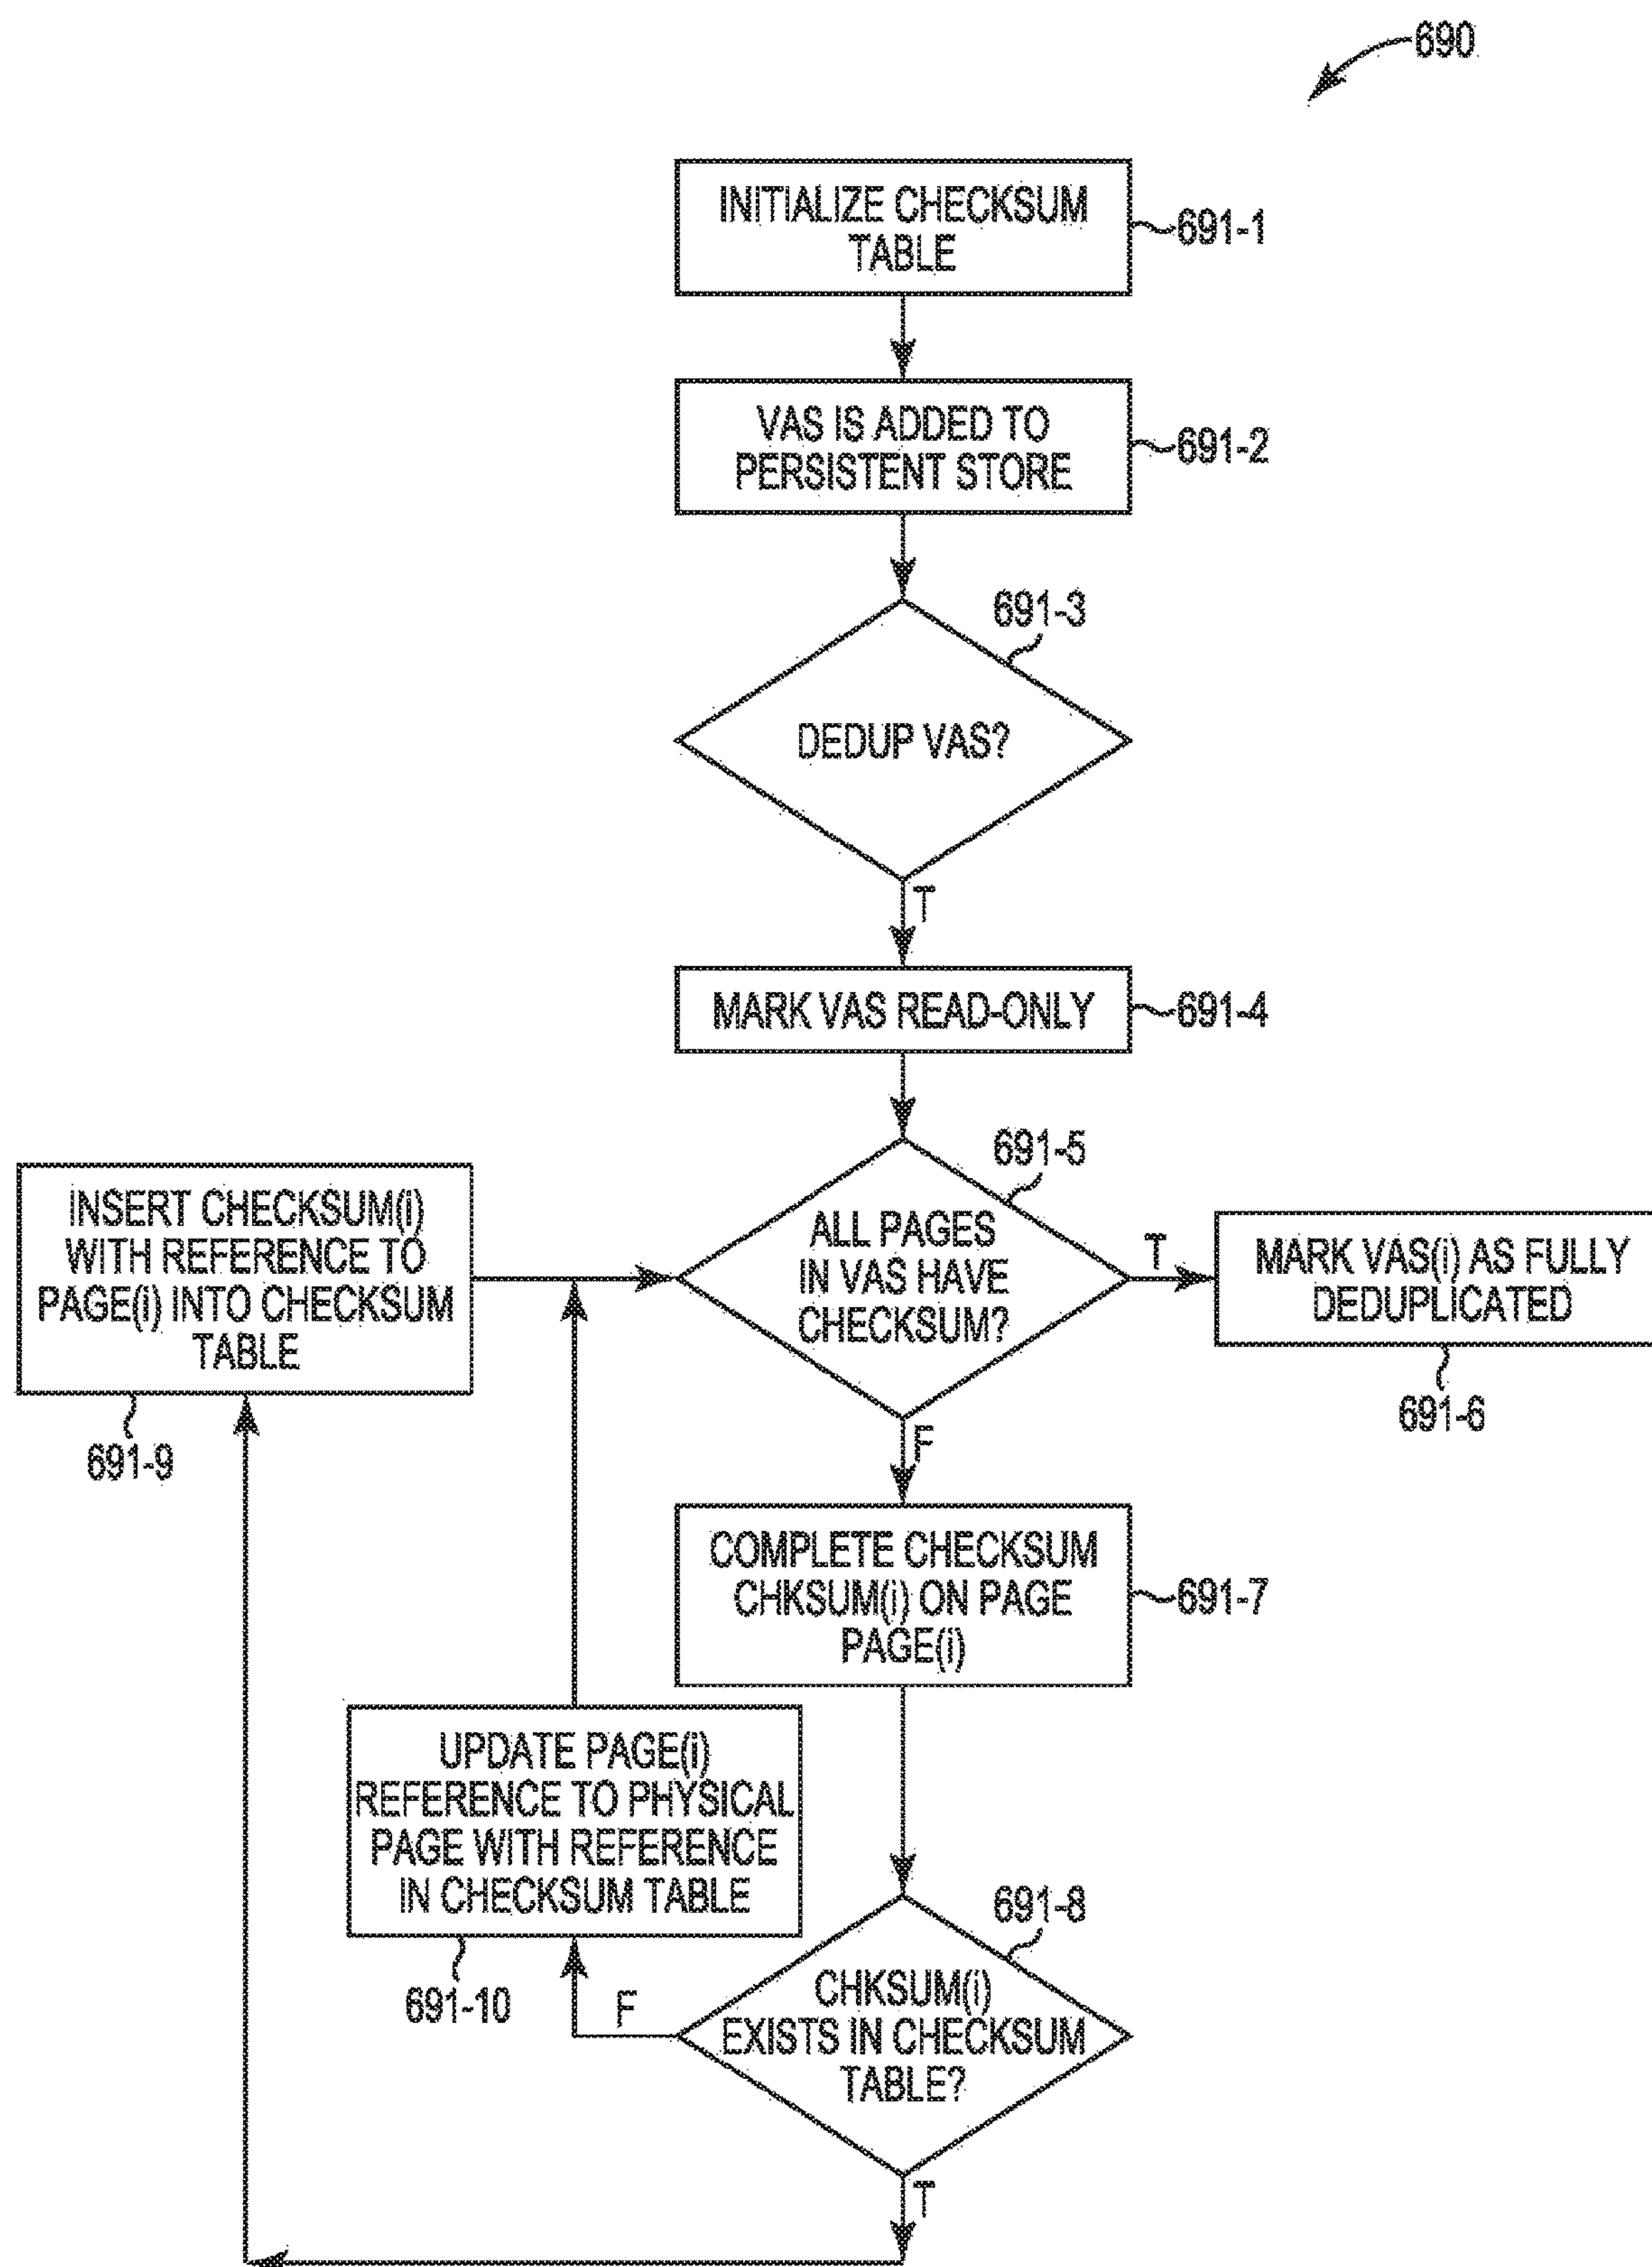 690
INITIALIZE CHECKSUM
TABLE
691-1
VAS IS ADDED TO
PERSISTENT STORE
691-2
691-3
DEDUP VAS?
T
MARK VAS READ-ONLY
691-4
691-5
ALL PAGES
IN VAS HAVE
CHECKSUM?
T
MARK VAS(i) AS FULLY
DEDUPLICATED
691-6
INSERT CHECKSUM(i)
WITH REFERENCE TO
PAGE(i) INTO CHECKSUM
TABLE
691-9
F
COMPLETE CHECKSUM
CHKSUM(i) ON PAGE
PAGE(i)
691-7
UPDATE PAGE(i)
REFERENCE TO PHYSICAL
PAGE WITH REFERENCE
IN CHECKSUM TABLE
691-10
F
691-8
CHKSUM(i)
EXISTS IN CHECKSUM
TABLE?
T